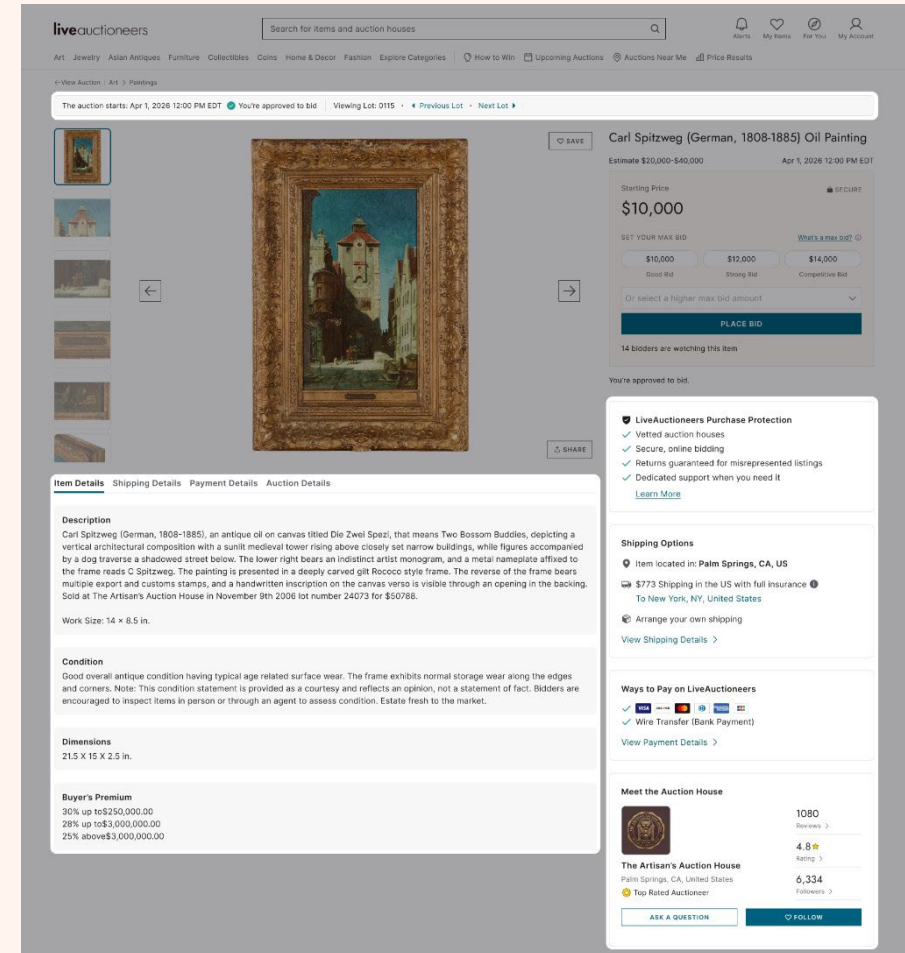 liveauctioneers
Search for items and auction houses
Alerts My Items For You My Account
Art Jewelry Asian Antiques Furniture Collectibles Coins Home & Decor Fashion Explore Categories How to Win Upcoming Auctions Auctions Near Me Price Results
View Auction | Art > Paintings
The auction starts: Apr 1, 2026 12:00 PM EDT You're approved to bid Viewing Lot: 0115 • Previous Lot • Next Lot
SAVE
SHARE
Carl Spitzweg (German, 1808-1885) Oil Painting
Estimate $20,000-$40,000 Apr 1, 2026 12:00 PM EDT
Starting Price SECURE
$10,000
SET YOUR MAX BID What's a max bid?
$10,000 $12,000 $14,000
Good Bid Strong Bid Competitive Bid
Or select a higher max bid amount
PLACE BID
14 bidders are watching this item
You're approved to bid.
Item Details Shipping Details Payment Details Auction Details
Description
Carl Spitzweg (German, 1808-1885), an antique oil on canvas titled Die Zwei Spezi, that means Two Bossom Buddies, depicting a
vertical architectural composition with a sunlit medieval tower rising above closely set narrow buildings, while figures accompanied
by a dog traverse a shadowed street below. The lower right bears an indistinct artist monogram, and a metal nameplate affixed to
the frame reads C Spitzweg. The painting is presented in a deeply carved gilt Rococo style frame. The reverse of the frame bears
multiple export and customs stamps, and a handwritten inscription on the canvas verso is visible through an opening in the backing.
Sold at The Artisan's Auction House in November 9th 2006 lot number 24073 for $50788.
Work Size: 14 × 8.5 in.
Condition
Good overall antique condition having typical age related surface wear. The frame exhibits normal storage wear along the edges
and corners. Note: This condition statement is provided as a courtesy and reflects an opinion, not a statement of fact. Bidders are
encouraged to inspect items in person or through an agent to assess condition. Estate fresh to the market.
Dimensions
21.5 X 15 X 2.5 in.
Buyer's Premium
30% up to$250,000.00
28% up to$3,000,000.00
25% above$3,000,000.00
LiveAuctioneers Purchase Protection
Vetted auction houses
Secure, online bidding
Returns guaranteed for misrepresented listings
Dedicated support when you need it
Learn More
Shipping Options
Item located in: Palm Springs, CA, US
$773 Shipping in the US with full insurance
To New York, NY, United States
Arrange your own shipping
View Shipping Details >
Ways to Pay on LiveAuctioneers
VISA
Wire Transfer (Bank Payment)
View Payment Details >
Meet the Auction House
1080
Reviews >
4.8
Rating >
6,334
Followers >
The Artisan's Auction House
Palm Springs, CA, United States
Top Rated Auctioneer
ASK A QUESTION FOLLOW